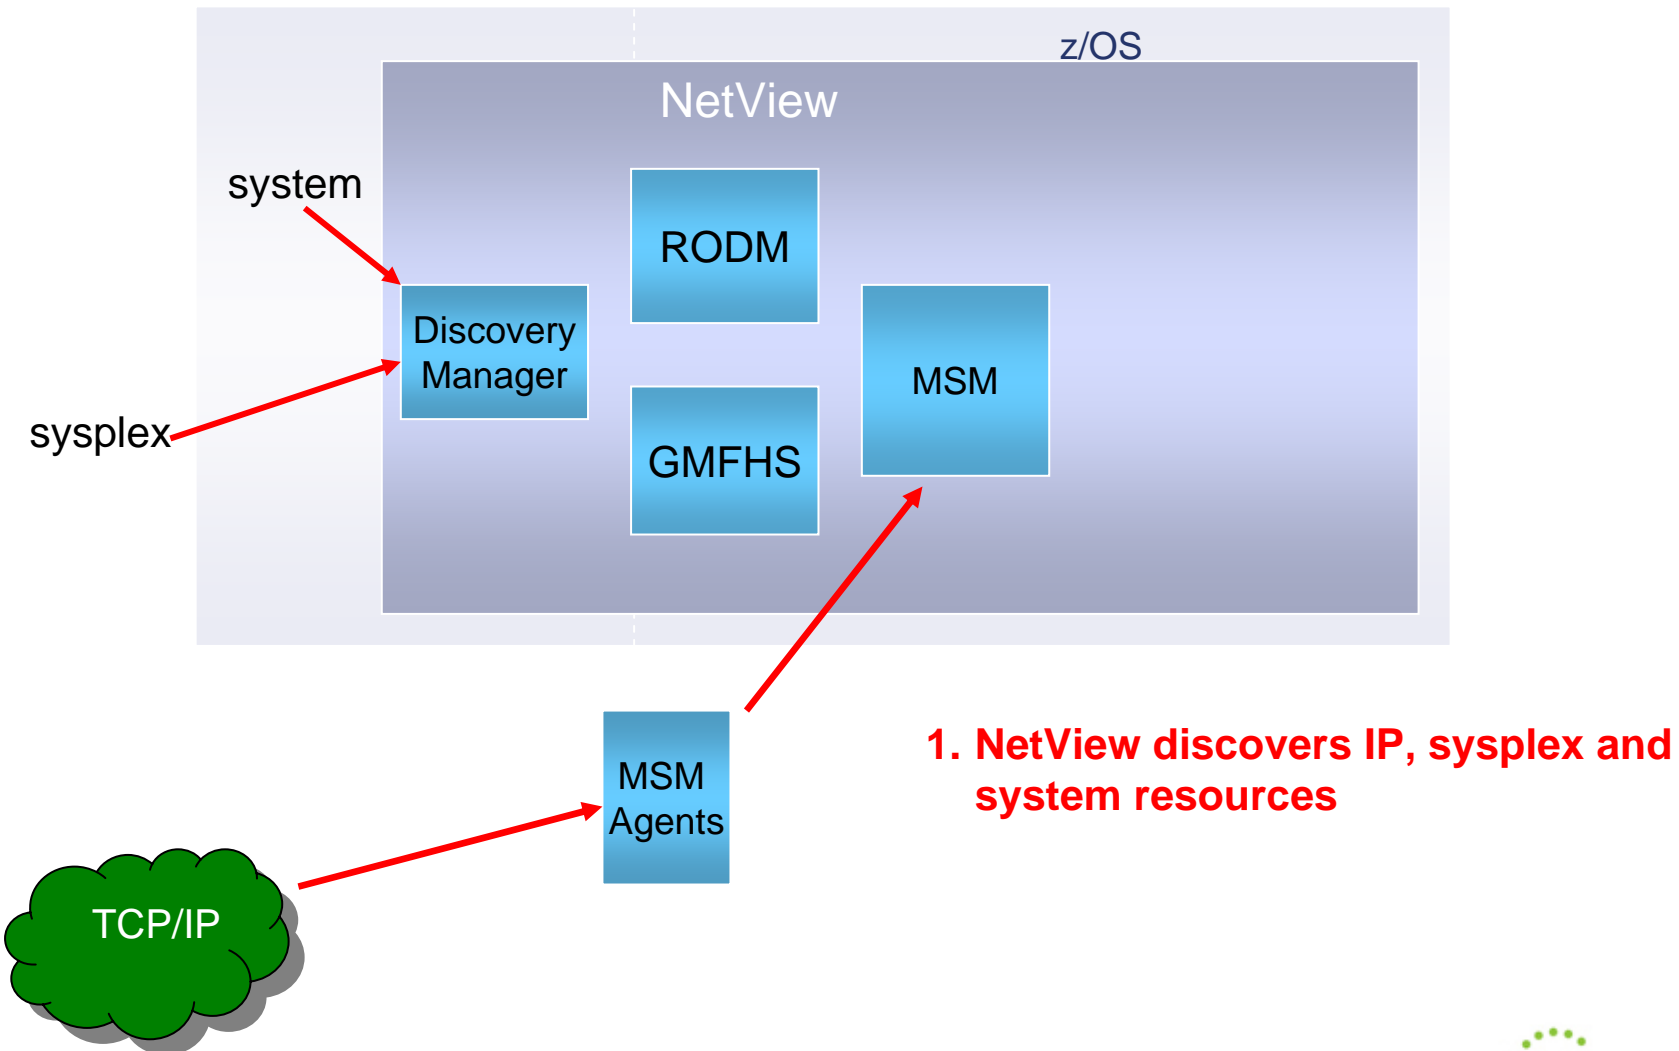 z/OS
NetView
system
RODM
Discovery
Manager
MSM
sysplex
GMFHS
1. NetView discovers IP, sysplex and
system resources
MSM
Agents
TCP/IP